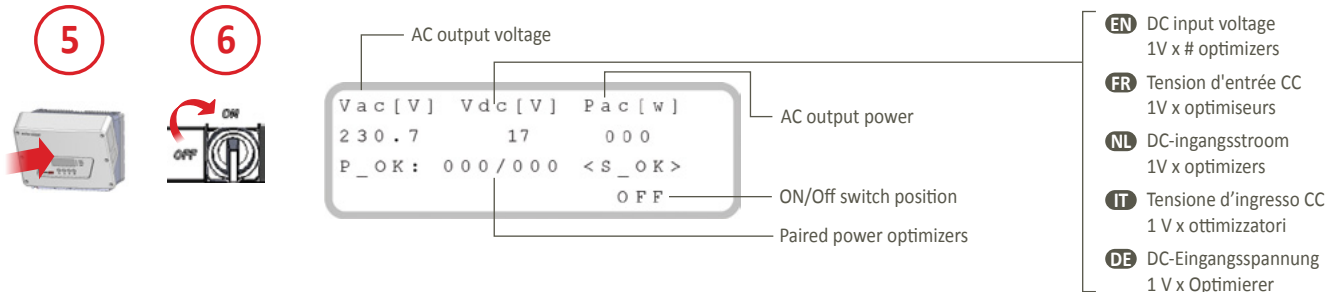 5
6
ON
OFF
AC output voltage
Vac[V] Vdc[V] Pac[w]
230.7 17 000
P_OK: 000/000 <S_OK>
OFF
AC output power
ON/Off switch position
Paired power optimizers
EN DC input voltage
1V x # optimizers
FR Tension d'entrée CC
1V x optimiseurs
NL DC-ingangsstroom
1V x optimizers
IT Tensione d’ingresso CC
1 V x ottimizzatori
DE DC-Eingangsspannung
1 V x Optimierer